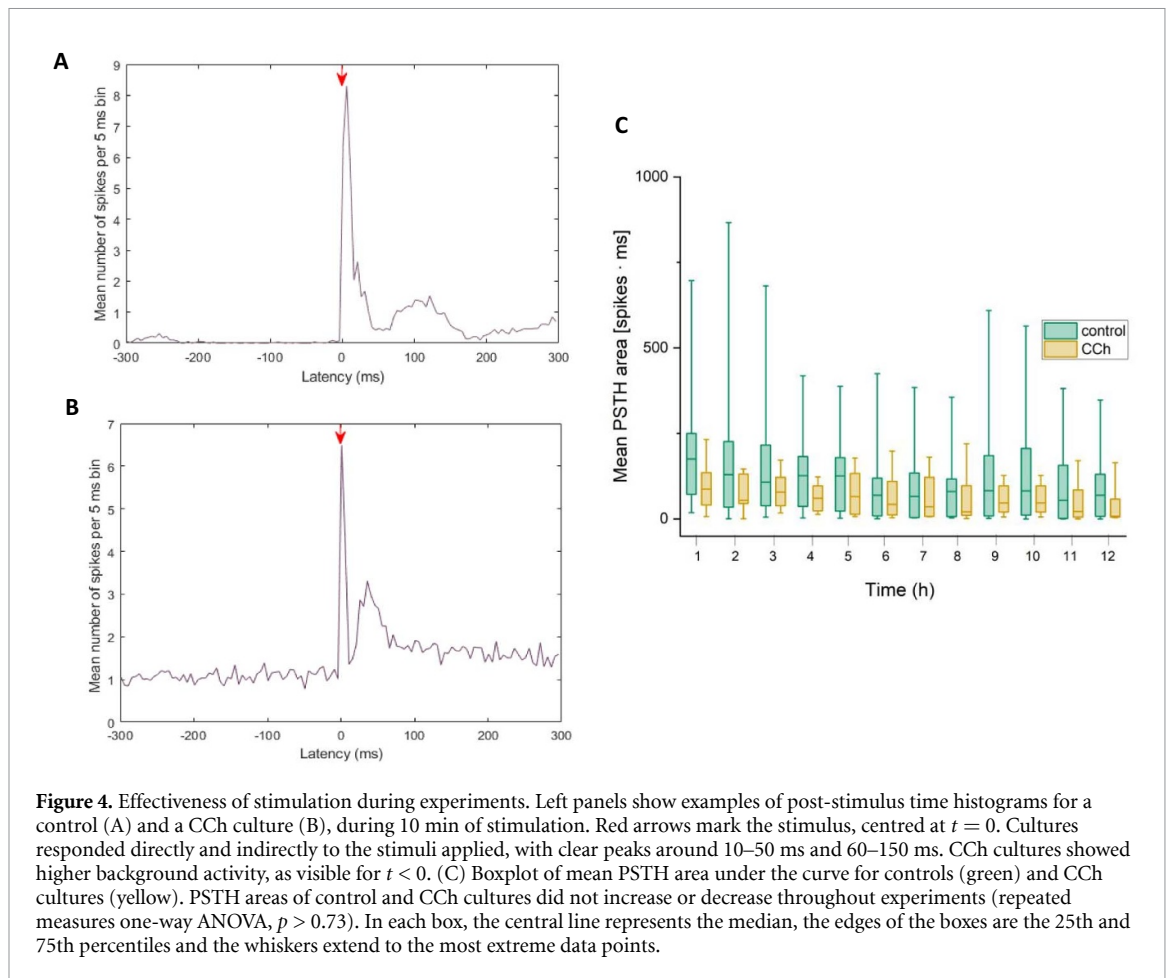 A
Mean number of spikes per 5 ms bin
9
8
7
6
5
4
3
2
1
0
-300 -200 -100 0 100 200 300
Latency (ms)
B
Mean number of spikes per 5 ms bin
7
6
5
4
3
2
1
0
-300 -200 -100 0 100 200 300
Latency (ms)
C
Mean PSTH area [spikes · ms]
1000
500
0
control
CCh
1 2 3 4 5 6 7 8 9 10 11 12
Time (h)
Figure 4. Effectiveness of stimulation during experiments. Left panels show examples of post-stimulus time histograms for a
control (A) and a CCh culture (B), during 10 min of stimulation. Red arrows mark the stimulus, centred at t = 0. Cultures
responded directly and indirectly to the stimuli applied, with clear peaks around 10–50 ms and 60–150 ms. CCh cultures showed
higher background activity, as visible for t < 0. (C) Boxplot of mean PSTH area under the curve for controls (green) and CCh
cultures (yellow). PSTH areas of control and CCh cultures did not increase or decrease throughout experiments (repeated
measures one-way ANOVA, p > 0.73). In each box, the central line represents the median, the edges of the boxes are the 25th and
75th percentiles and the whiskers extend to the most extreme data points.